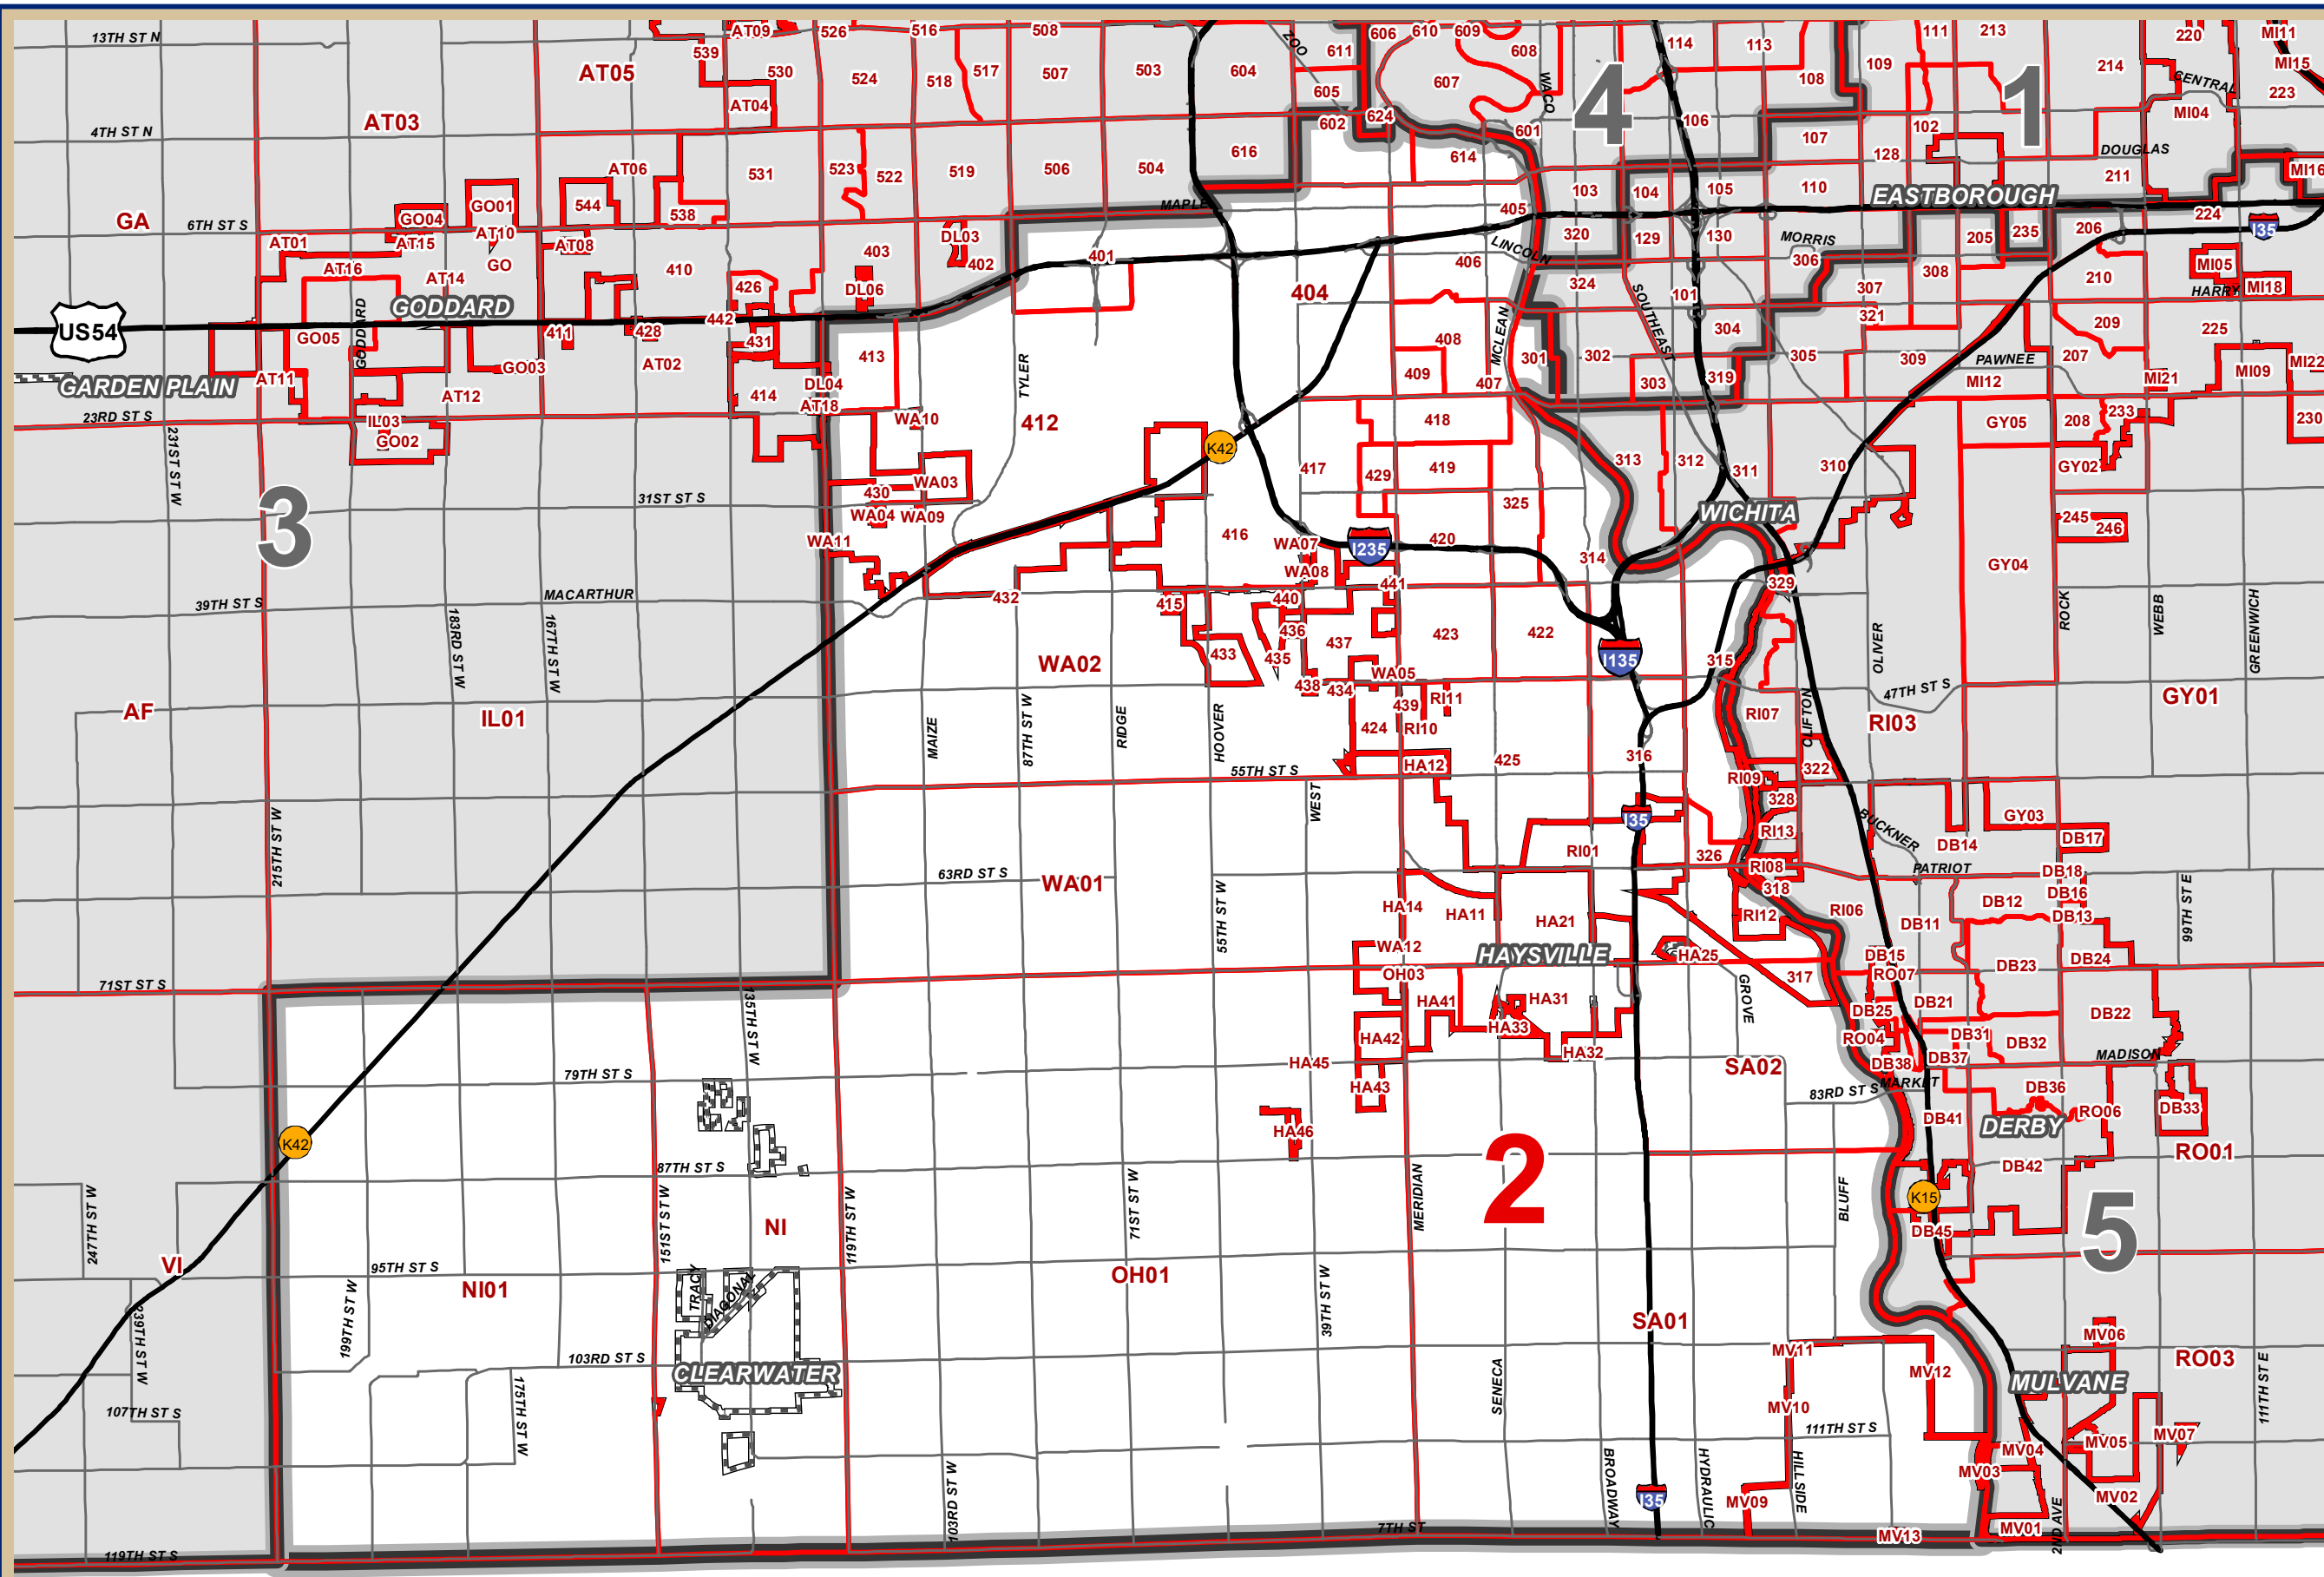 13TH ST N
AT09
526
516
508
ZOO
606
610
609
608
114
113
111
213
220
MI11
539
AT05
530
524
518
517
507
503
604
611
605
607
WACO
4
108
109
1
214
MI15
CENTRAL
223
MI04
AT04
AT03
4TH ST N
602
624
601
106
107
102
128
DOUGLAS
AT06
531
523
522
519
506
504
616
614
103
104
105
110
211
MI16
EASTBOROUGH
GA
6TH ST S
GO04
GO01
544
538
MAPLE
405
224
I35
AT01
AT15
AT10
AT08
GO
403
DL03
402
401
LINCOLN
406
320
129
130
MORRIS
306
205
235
206
AT16
AT14
410
426
DL06
404
324
101
SOUTHEAST
307
308
210
MI05
HARRY
MI18
GODDARD
GODDARD
US54
442
411
428
431
GO05
413
408
MCLEAN
301
302
304
305
321
309
209
225
PAWNEE
207
GARDEN PLAIN
AT11
GO03
AT02
414
DL04
AT18
TYLER
409
407
303
319
MI12
MI21
MI09
MI22
AT12
23RD ST S
IL03
GO02
WA10
412
K42
418
GY05
208
233
230
231ST ST W
3
31ST ST S
430
WA03
WA04
WA09
WA11
417
429
419
325
313
312
311
310
GY02
WICHITA
245
246
416
WA07
WA08
I235
420
314
GY04
39TH ST S
MACARTHUR
432
415
440
441
329
183RD ST W
167TH ST W
WA02
433
436
435
437
423
422
I135
OLIVER
ROCK
WEBB
GREENWICH
438
434
WA05
315
AF
IL01
MAIZE
87TH ST W
RIDGE
HOOVER
439
RI11
424
RI10
RI07
CLIFTON
47TH ST S
RI03
GY01
425
316
55TH ST S
HA12
322
RI09
328
WEST
I35
RI13
BUCKNER
GY03
DB14
DB17
215TH ST W
RI01
326
RI08
PATRIOT
63RD ST S
WA01
318
DB18
DB16
HA14
HA11
HA21
RI12
RI06
DB12
DB11
DB13
55TH ST W
WA12
HAYSVILLE
HA25
DB15
99TH ST E
71ST ST S
OH03
317
RO07
DB23
DB24
135TH ST W
HA41
HA31
GROVE
DB21
DB22
HA33
DB25
HA42
HA32
RO04
DB31
DB32
79TH ST S
HA45
SA02
DB38
DB37
MADISON
HA43
83RD ST S
MARKET
DB36
K42
HA46
DB41
RO06
DB33
DERBY
87TH ST S
2
DB42
RO01
247TH ST W
151ST ST W
119TH ST W
71ST ST W
MERIDIAN
BLUFF
K15
NI
5
DB45
VI
95TH ST S
NI01
OH01
TRACY
DIAGONAL
239TH ST W
199TH ST W
39TH ST W
SA01
MV06
103RD ST S
MV11
MV12
RO03
CLEARWATER
SENECA
MULVANE
111TH ST E
107TH ST S
175TH ST W
MV10
111TH ST S
MV04
MV05
MV07
MV03
103RD ST W
BROADWAY
I35
HYDRAULIC
MV09
HILLSIDE
MV02
119TH ST S
7TH ST
MV13
MV01
2ND AVE